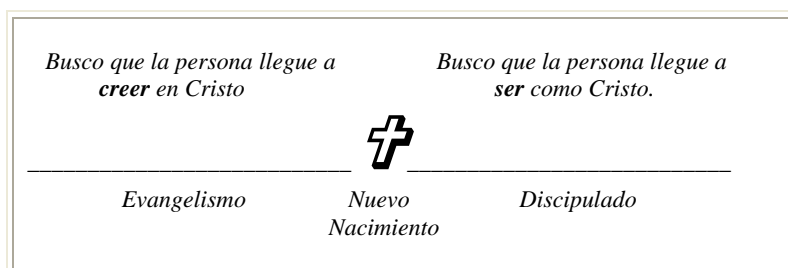 Busco que la persona llegue a
creer en Cristo
Busco que la persona llegue a
ser como Cristo.
Evangelismo
Nuevo
Nacimiento
Discipulado